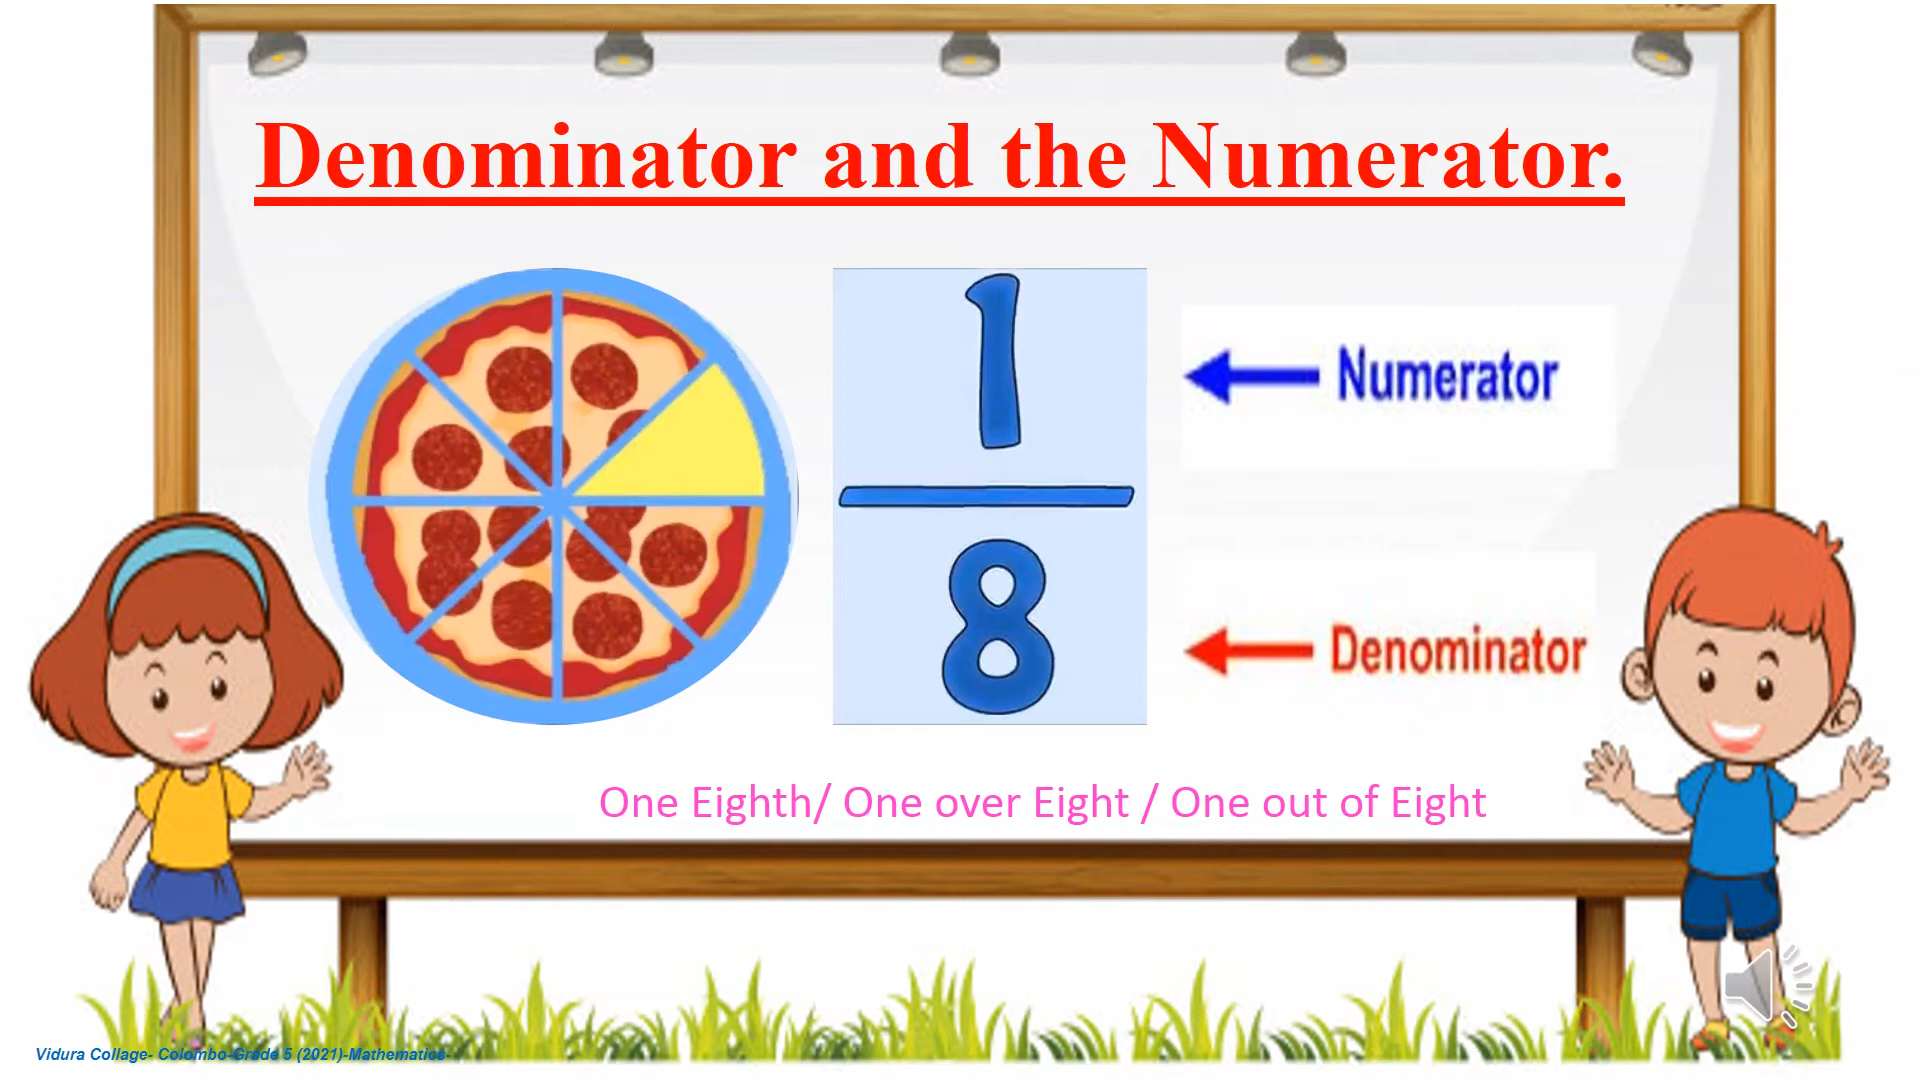 Denominator and the Numerator.
1
8
Numerator
Denominator
One Eighth/ One over Eight / One out of Eight
Vidura Collage- Colombo-Grade 5 (2021)-Mathematics-